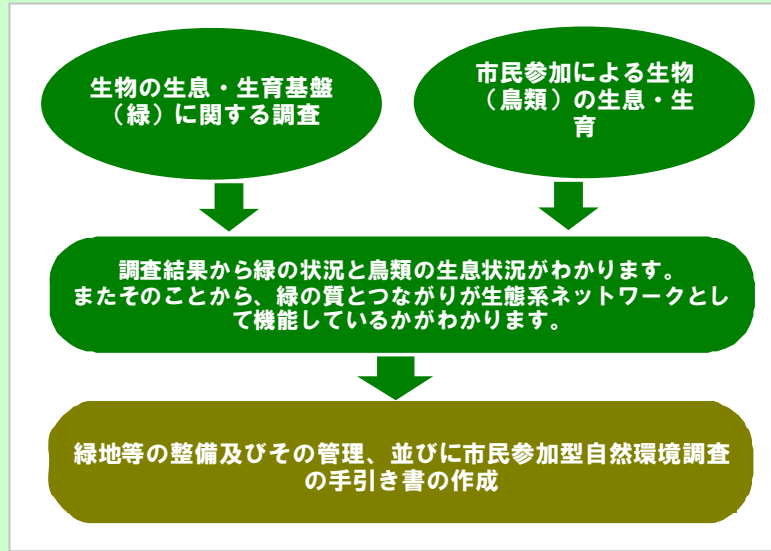 生物の生息・生育基盤
（緑）に関する調査
市民参加による生物
（鳥類）の生息・生
育
調査結果から緑の状況と鳥類の生息状況がわかります。
またそのことから、緑の質とつながりが生態系ネットワークとし
て機能しているかがわかります。
緑地等の整備及びその管理、並びに市民参加型自然環境調査
の手引き書の作成